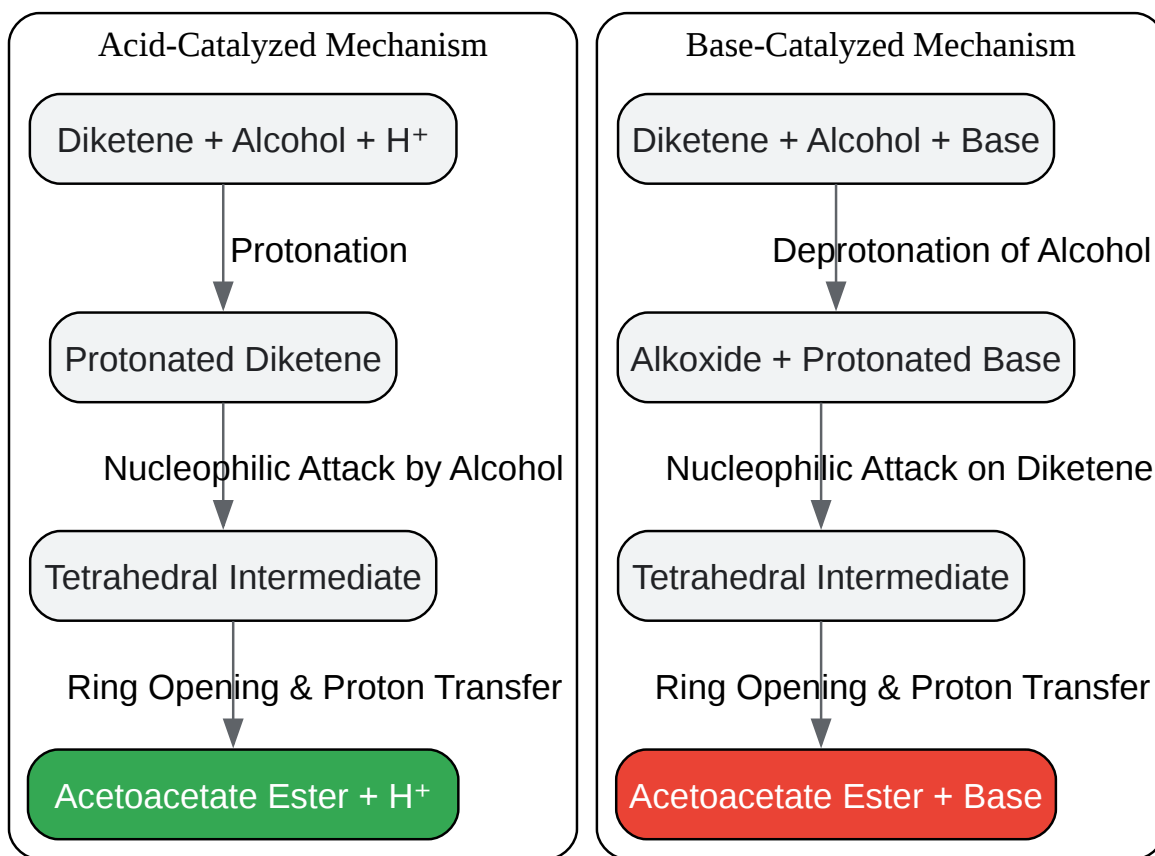 Acid-Catalyzed Mechanism
Diketene + Alcohol + H⁺
Protonation
Protonated Diketene
Nucleophilic Attack by Alcohol
Tetrahedral Intermediate
Ring Opening & Proton Transfer
Acetoacetate Ester + H⁺
Base-Catalyzed Mechanism
Diketene + Alcohol + Base
Deprotonation of Alcohol
Alkoxide + Protonated Base
Nucleophilic Attack on Diketene
Tetrahedral Intermediate
Ring Opening & Proton Transfer
Acetoacetate Ester + Base